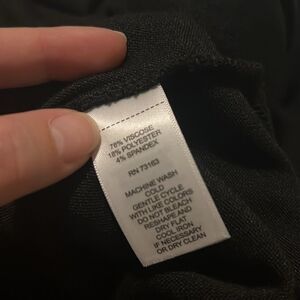 76% VISCOSE
18% POLYESTER
4% SPANDEX
RN 73163
MACHINE WASH
COLD
GENTLE CYCLE
WITH LIKE COLORS
DO NOT BLEACH
RESHAPE AND
DRY FLAT
COOL IRON
IF NECESSARY
OR DRY CLEAN